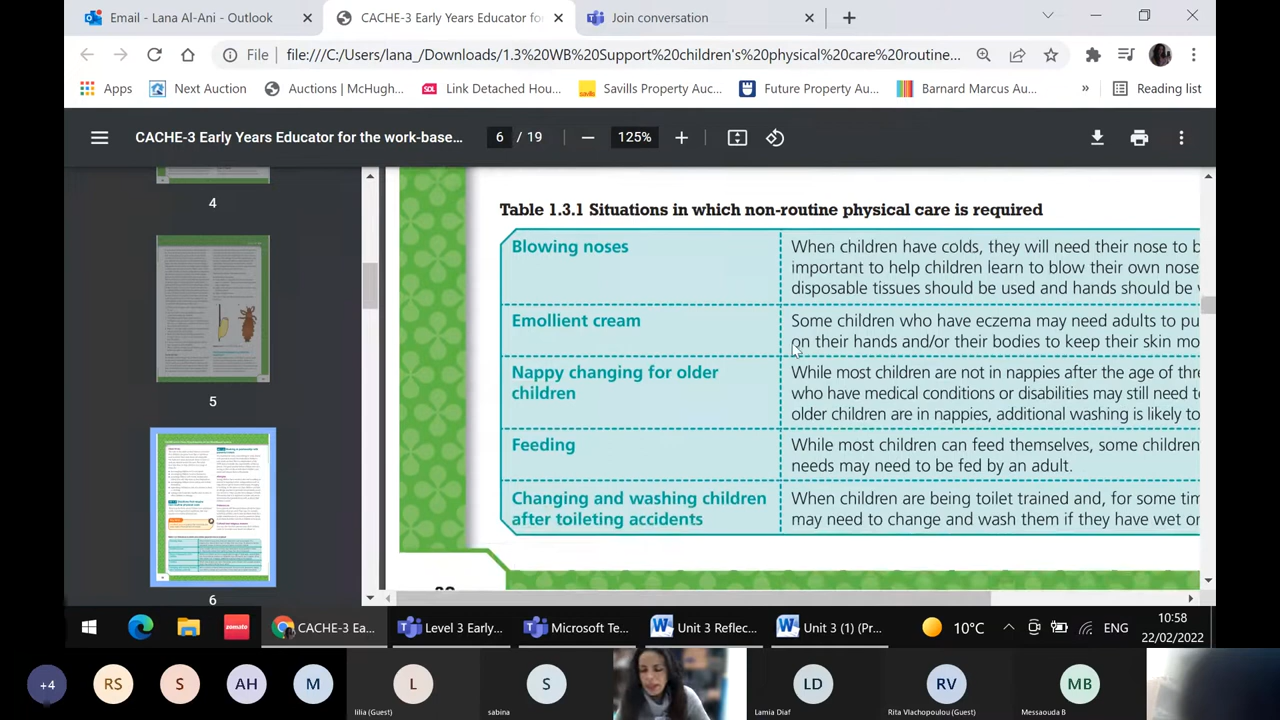 Email - Lana Al-Ani - Outlook
CACHE-3 Early Years Educator fo
Join conversation
File
file:///C:/Users/lana_/Downloads/1.3%20WB%20Support%20children's%20physical%20care%20routine...
Apps
Next Auction
Auctions | McHugh...
Link Detached Hou...
Savills Property Auc...
Future Property Au...
Barnard Marcus Au...
»
Reading list
CACHE-3 Early Years Educator for the work-base...
6 / 19
125%
4
5
6
Table 1.3.1 Situations in which non-routine physical care is required
Blowing noses
When children have colds, they will need their nose to b
important to help children learn to blow their own nose
disposable tissues should be used and hands should be
Emollient cream
Some children who have eczema may need adults to pu
on their hands and/or their bodies to keep their skin mo
Nappy changing for older
children
While most children are not in nappies after the age of thr
who have medical conditions or disabilities may still need t
older children are in nappies, additional washing is likely to
Feeding
While most children can feed themselves, some children
needs may need to be fed by an adult.
Changing and washing children
after toileting accidents
When children are being toilet trained and, for some tim
may need to change and wash them if they have wet or
CACHE-3 Ea...
Level 3 Early...
Microsoft Te...
Unit 3 Reflec...
Unit 3 (1) (Pr...
10°C
ENG
10:58
22/02/2022
+4
RS
S
AH
M
L
lilia (Guest)
S
sabina
LD
Lamia Diaf
RV
Rita Vlachopoulou (Guest)
MB
Messaouda B